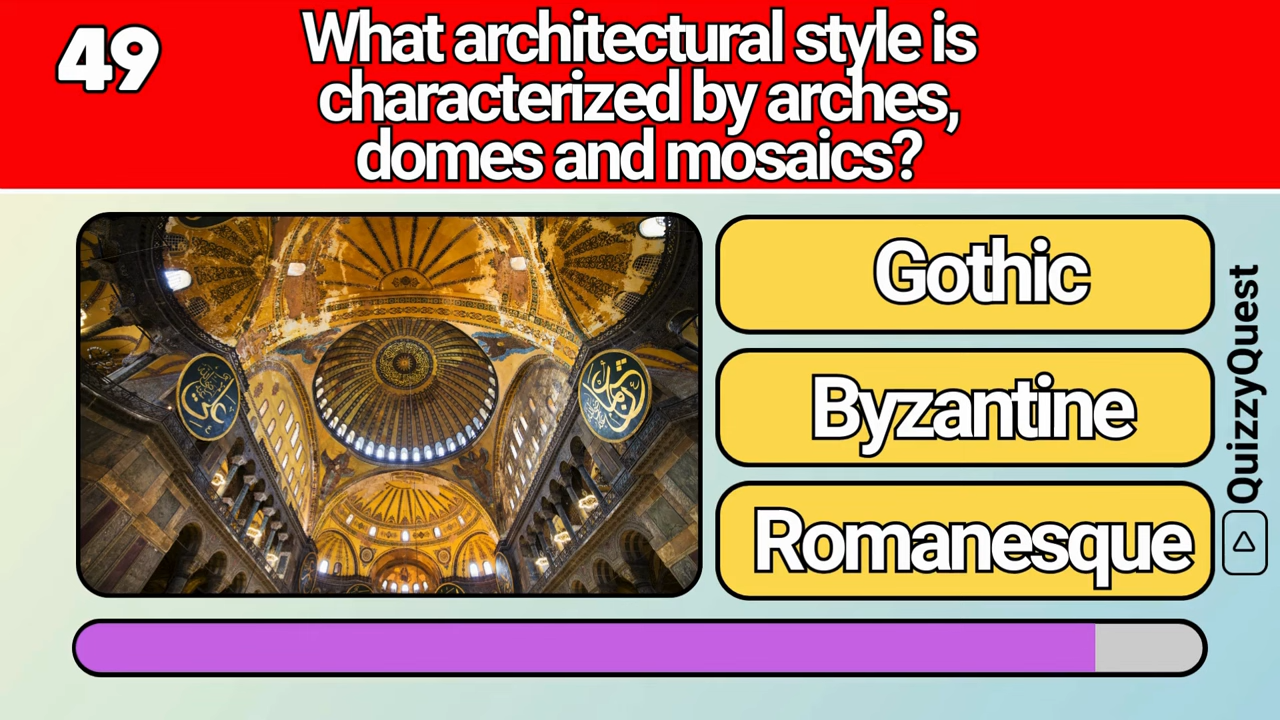 49
What architectural style is
characterized by arches,
domes and mosaics?
Gothic
Byzantine
Romanesque
QuizzyQuest